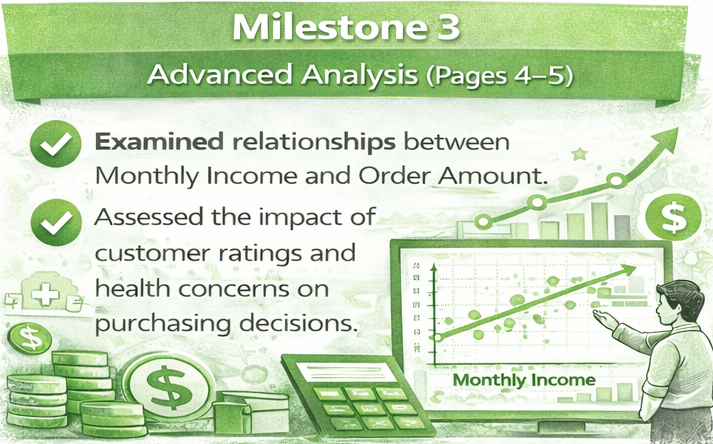 Milestone 3
Advanced Analysis (Pages 4–5)
Examined relationships between
Monthly Income and Order Amount.
Assessed the impact of
customer ratings and
health concerns on
purchasing decisions.
$
$
$
Monthly Income